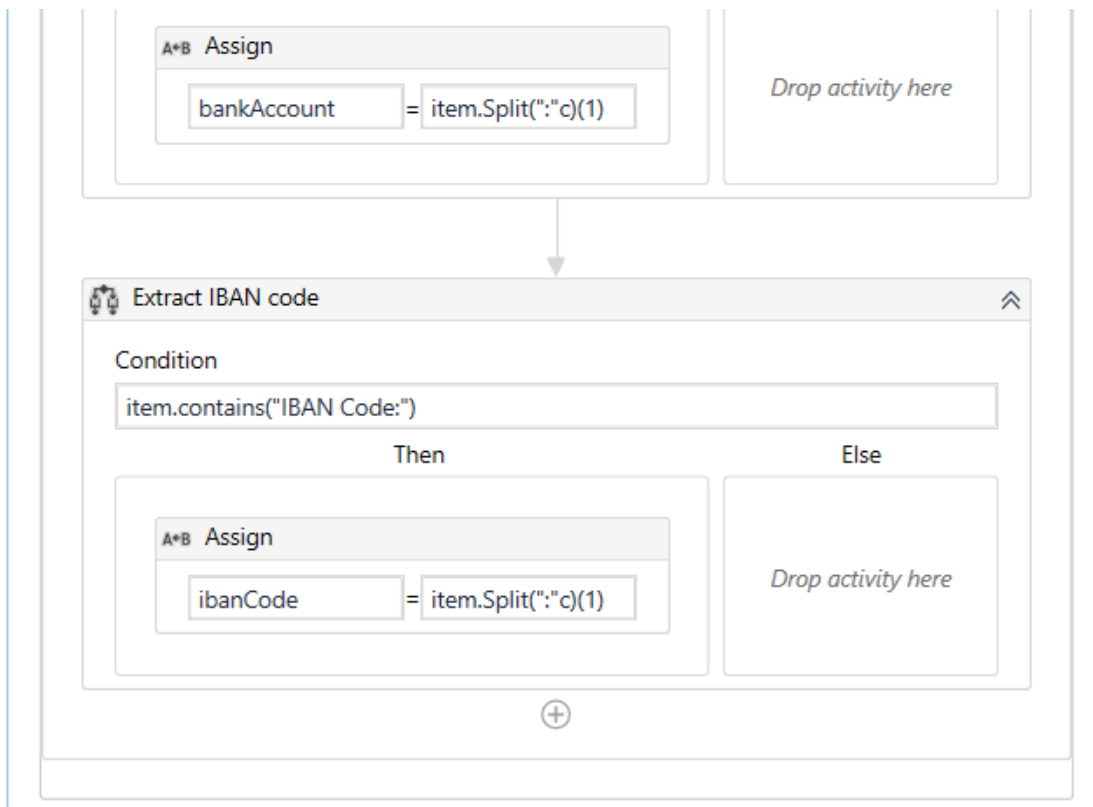 A←B Assign
bankAccount = item.Split(":"c)(1)
Drop activity here
Extract IBAN code
Condition
item.contains("IBAN Code:")
Then Else
A←B Assign
ibanCode = item.Split(":"c)(1)
Drop activity here